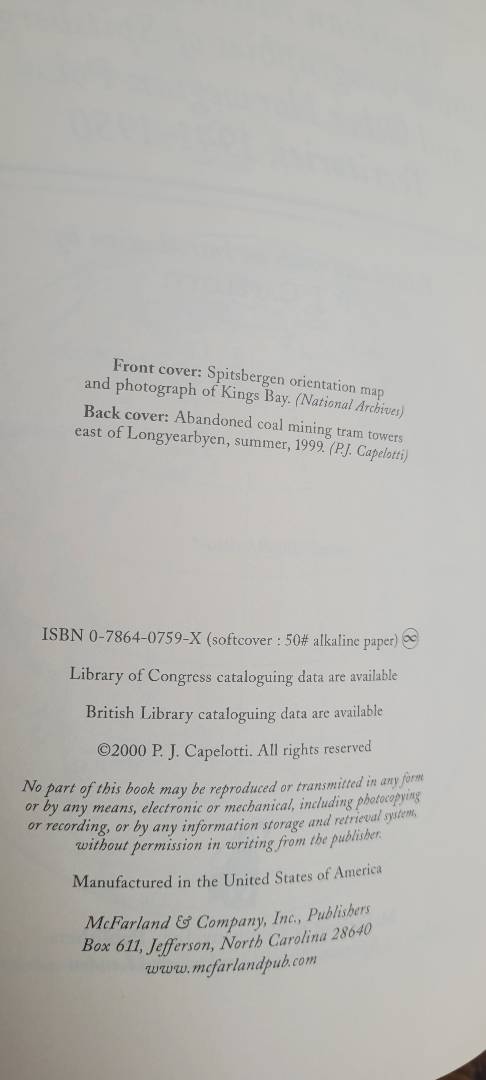 Front cover: Spitsbergen orientation map
and photograph of Kings Bay. (National Archives)
Back cover: Abandoned coal mining tram towers
east of Longyearbyen, summer, 1999. (P.J. Capelotti)
ISBN 0-7864-0759-X (softcover : 50# alkaline paper) ♾
Library of Congress cataloguing data are available
British Library cataloguing data are available
©2000 P. J. Capelotti. All rights reserved
No part of this book may be reproduced or transmitted in any form
or by any means, electronic or mechanical, including photocopying
or recording, or by any information storage and retrieval system,
without permission in writing from the publisher.
Manufactured in the United States of America
McFarland & Company, Inc., Publishers
Box 611, Jefferson, North Carolina 28640
www.mcfarlandpub.com